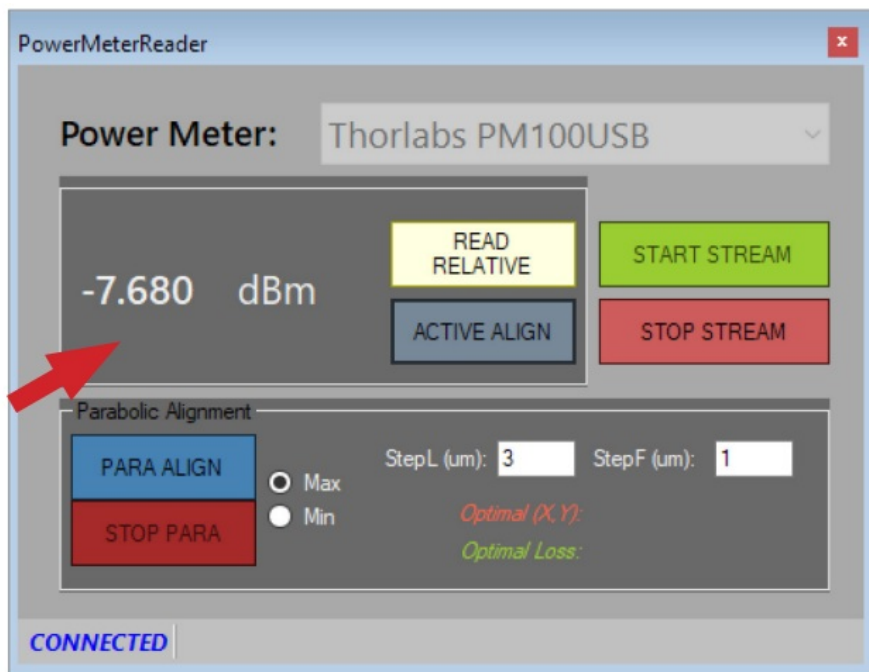 PowerMeterReader
x
Power Meter: Thorlabs PM100USB
-7.680 dBm
READ
RELATIVE
START STREAM
ACTIVE ALIGN
STOP STREAM
Parabolic Alignment
PARA ALIGN
Max
StepL (um): 3
StepF (um): 1
STOP PARA
Min
Optimal (X,Y):
Optimal Loss:
CONNECTED